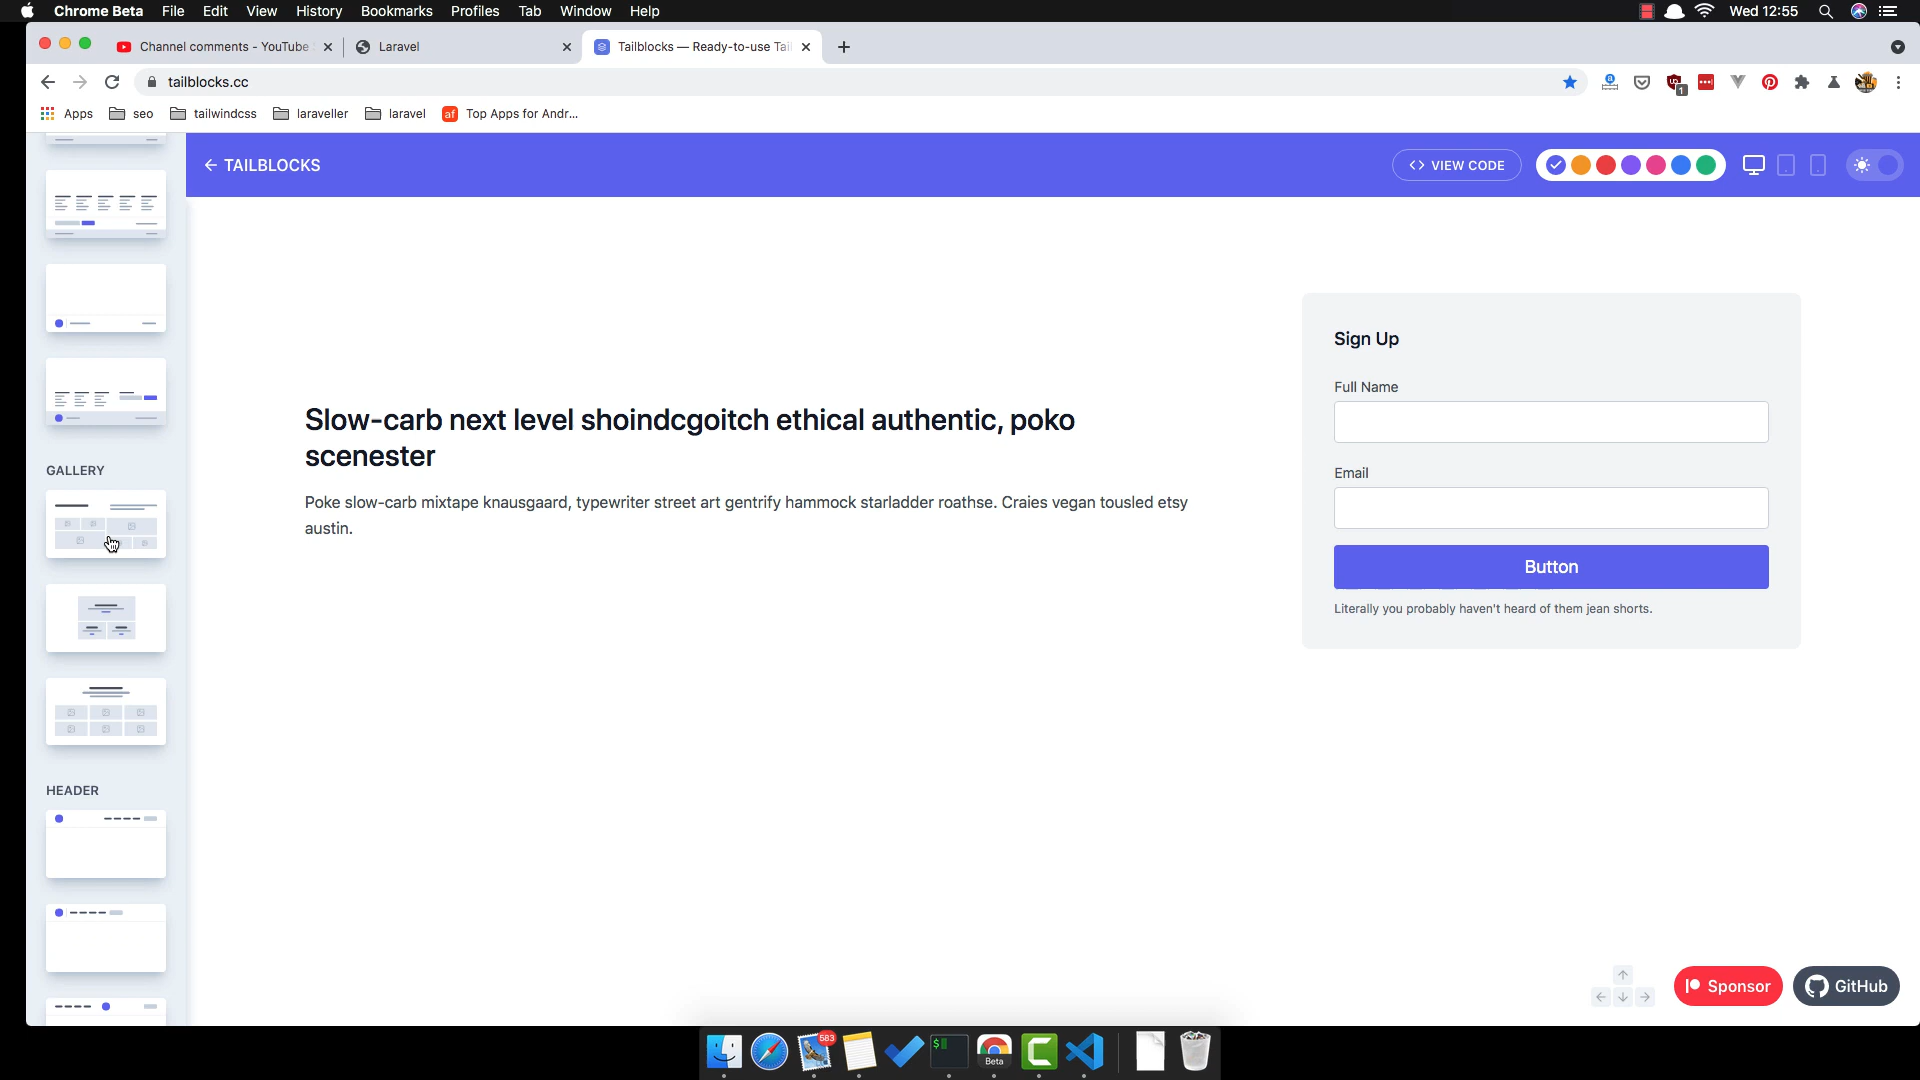 Chrome Beta File Edit View History Bookmarks Profiles Tab Window Help
Wed 12:55
Channel comments - YouTube
Laravel
Tailblocks — Ready-to-use Tai
tailblocks.cc
1
Apps seo tailwindcss laraveller laravel af Top Apps for Andr...
TAILBLOCKS
VIEW CODE
Slow-carb next level shoindcgoitch ethical authentic, poko
scenester
Poke slow-carb mixtape knausgaard, typewriter street art gentrify hammock starladder roathse. Craies vegan tousled etsy
austin.
Sign Up
Full Name
Email
Button
Literally you probably haven't heard of them jean shorts.
GALLERY
HEADER
Sponsor
GitHub
583
$
Beta